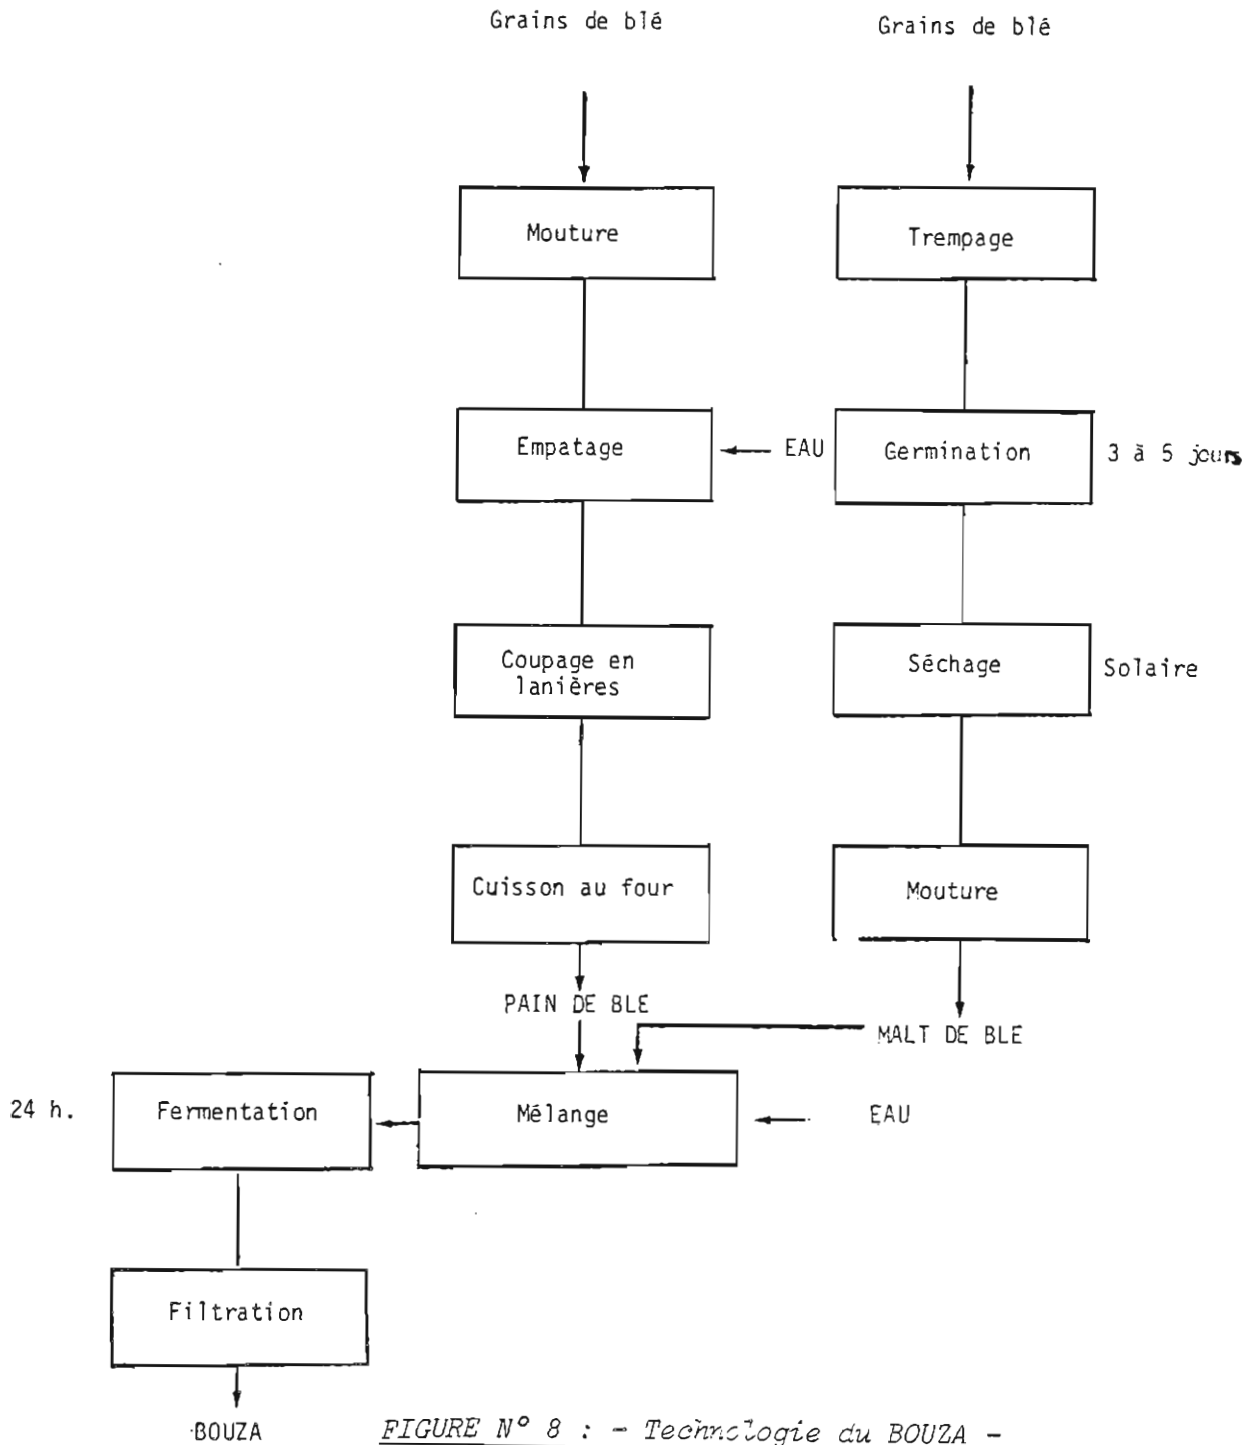 Grains de blé
Grains de blé
Mouture
Trempage
Empatage
EAU
Germination
3 à 5 jours
Coupage en
lanières
Séchage
Solaire
Cuisson au four
Mouture
PAIN DE BLE
MALT DE BLE
24 h.
Fermentation
Mélange
EAU
Filtration
BOUZA
FIGURE N° 8 : - Technologie du BOUZA -